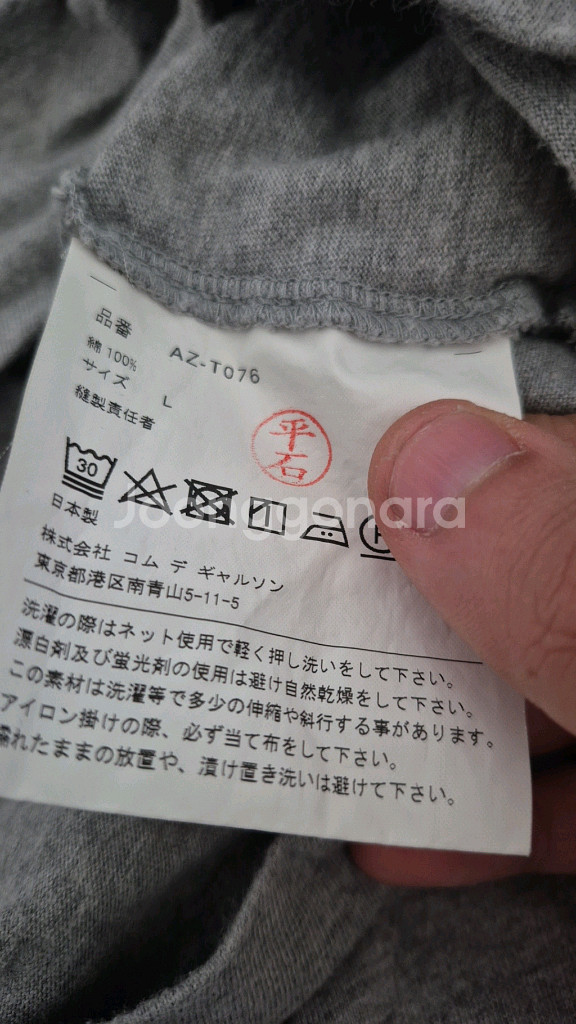 品番 AZ-T076
綿 100%
サイズ L
縫製責任者
平石
30
日本製
株式会社 コム デ ギャルソン
東京都港区南青山5-11-5
洗濯の際はネット使用で軽く押し洗いをして下さい。
漂白剤及び蛍光剤の使用は避け自然乾燥をして下さい。
この素材は洗濯等で多少の伸縮や斜行する事があります。
アイロン掛けの際、必ず当て布をして下さい。
濡れたままの放置や、漬け置き洗いは避けて下さい。
Joonggonara